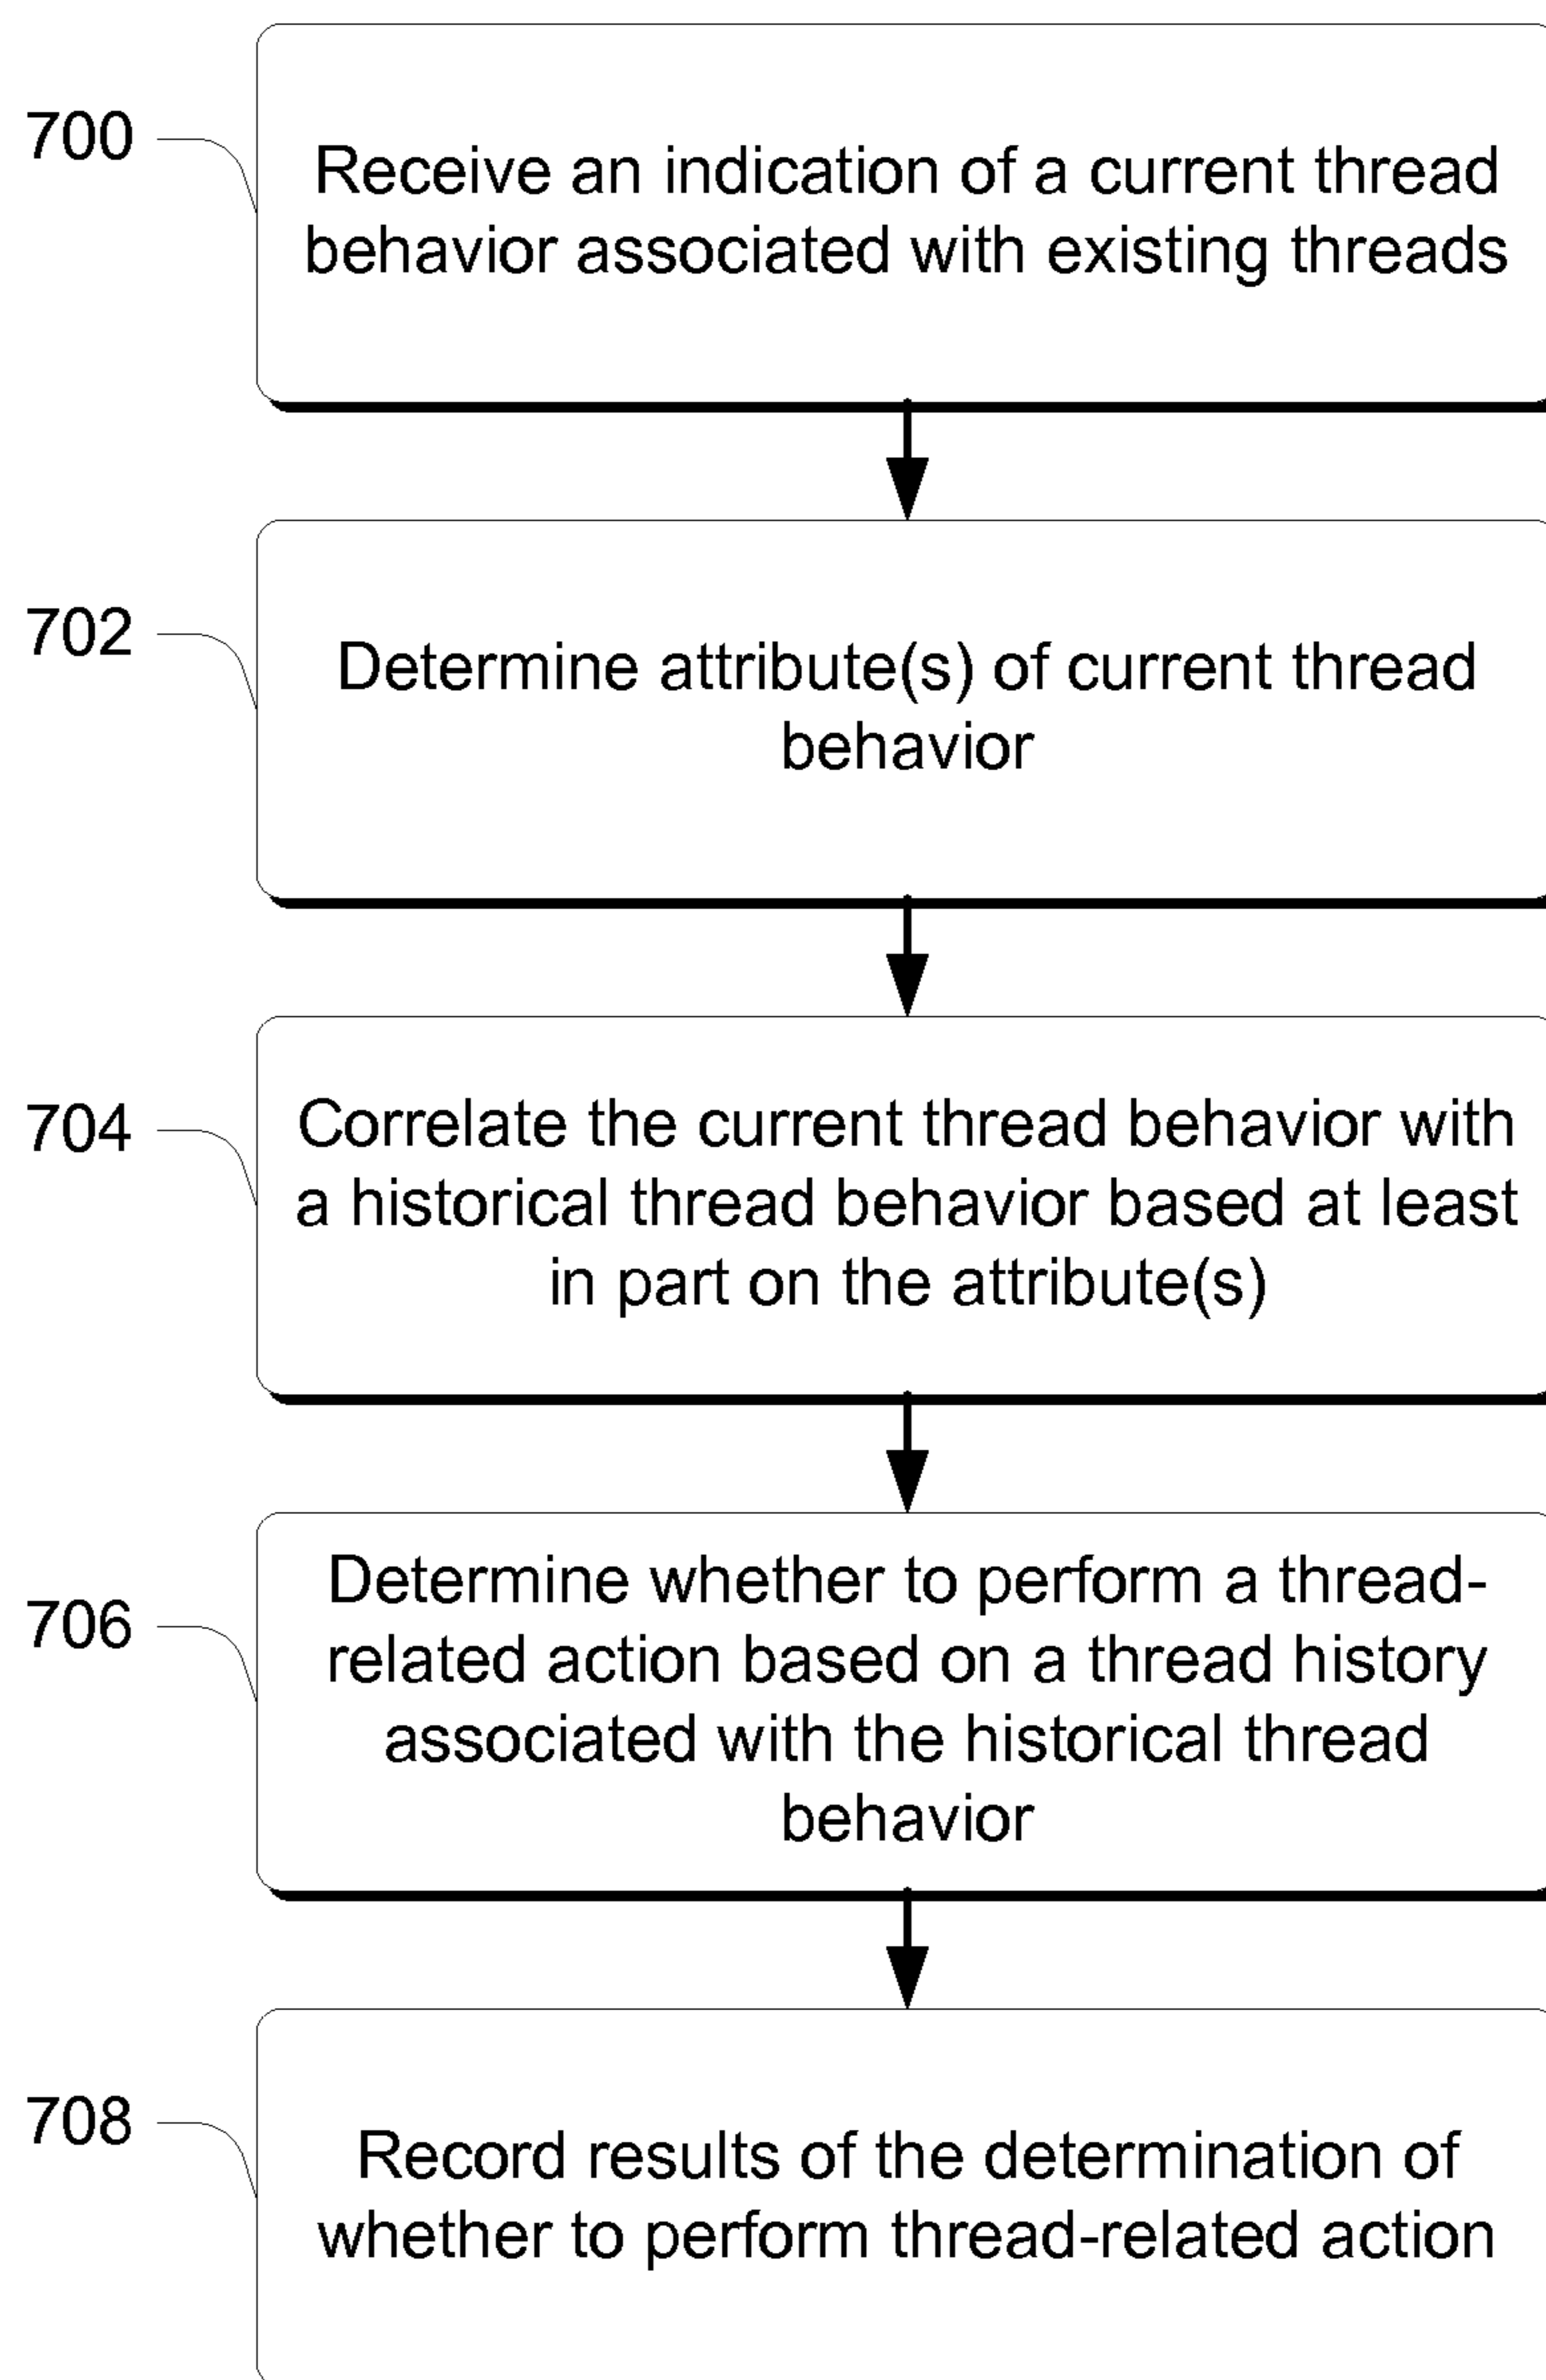 700
Receive an indication of a current thread
behavior associated with existing threads
702
Determine attribute(s) of current thread
behavior
704
Correlate the current thread behavior with
a historical thread behavior based at least
in part on the attribute(s)
706
Determine whether to perform a thread-
related action based on a thread history
associated with the historical thread
behavior
708
Record results of the determination of
whether to perform thread-related action